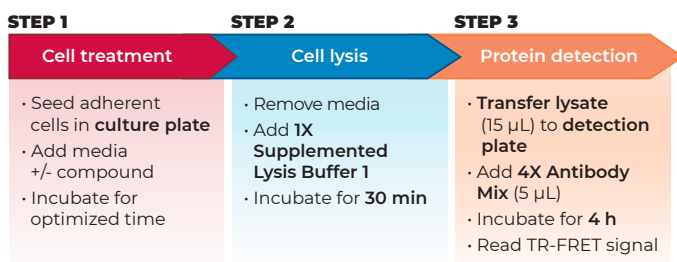 STEP 1
Cell treatment
· Seed adherent
cells in culture plate
· Add media
+/- compound
· Incubate for
optimized time
STEP 2
Cell lysis
· Remove media
· Add 1X
Supplemented
Lysis Buffer 1
· Incubate for 30 min
STEP 3
Protein detection
· Transfer lysate
(15 µL) to detection
plate
· Add 4X Antibody
Mix (5 µL)
· Incubate for 4 h
· Read TR-FRET signal